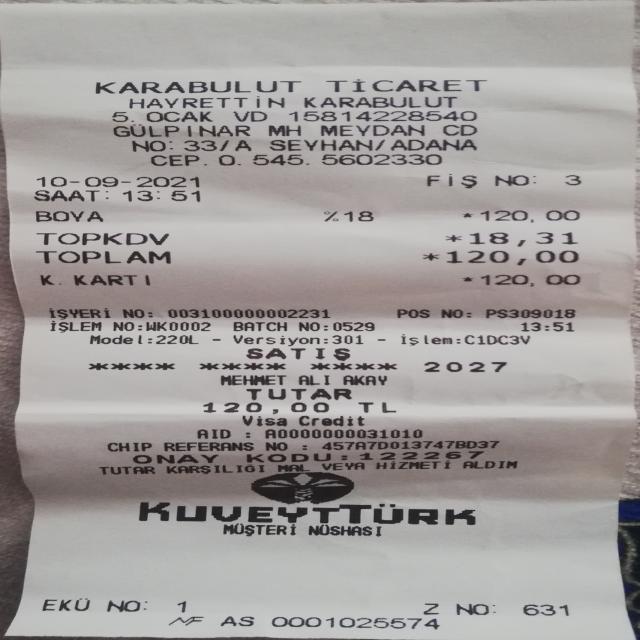 KARABULUT TİCARET
HAYRETTİN KARABULUT
5. OCAK VD 15814228540
GÜLPINAR MH MEYDAN CD
NO: 33/A SEYHAN/ADANA
CEP. 0. 545. 5602330
10-09-2021 FİŞ NO: 3
SAAT: 13:51
BOYA %18 *120,00
TOPKDV *18,31
TOPLAM *120,00
K. KARTI *120,00
İŞYERİ NO: 003100000002231 POS NO: PS309018
İŞLEM NO:WK0002 BATCH NO:0529 13:51
Model:220L - Versiyon:301 - İşlem:C1DC3V
SATIŞ
**** **** **** 2027
MEHMET ALI AKAY
TUTAR
120,00 TL
Visa Credit
AID : A0000000031010
CHIP REFERANS NO : 457A7D013747BD37
ONAY KODU:122267
TUTAR KARŞILIĞI MAL VEYA HİZMETİ ALDIM
KUVEYTTÜRK
MÜŞTERİ NÜSHASI
EKÜ NO: 1 Z NO: 631
MF AS 0001025574